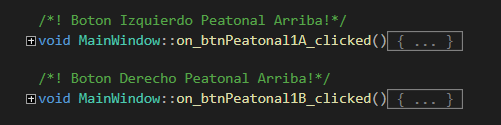 /*! Boton Izquierdo Peatonal Arriba!*/
void MainWindow::on_btnPeatonal1A_clicked(){ ... }
/*! Boton Derecho Peatonal Arriba!*/
void MainWindow::on_btnPeatonal1B_clicked(){ ... }